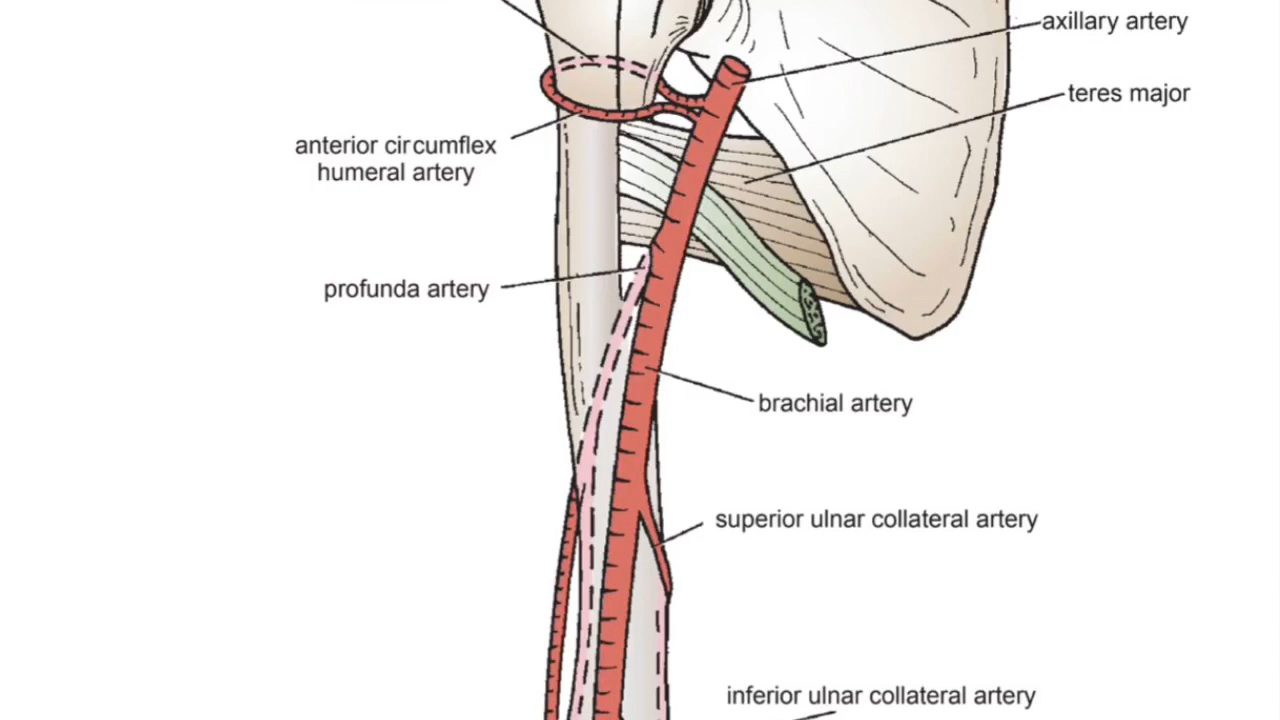 axillary artery
teres major
anterior circumflex
humeral artery
profunda artery
brachial artery
superior ulnar collateral artery
inferior ulnar collateral artery